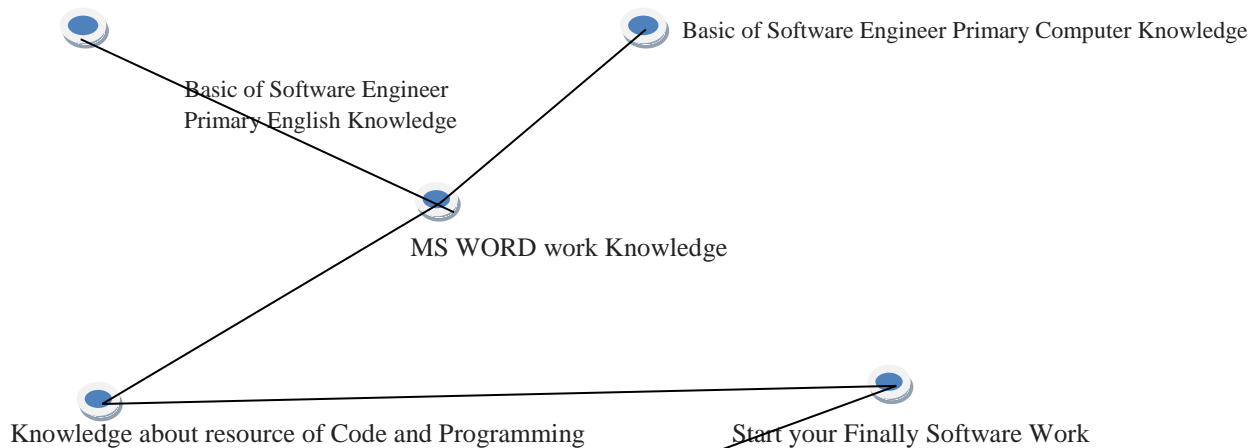 Basic of Software Engineer Primary Computer Knowledge
Basic of Software Engineer
Primary English Knowledge
MS WORD work Knowledge
Knowledge about resource of Code and Programming
Start your Finally Software Work